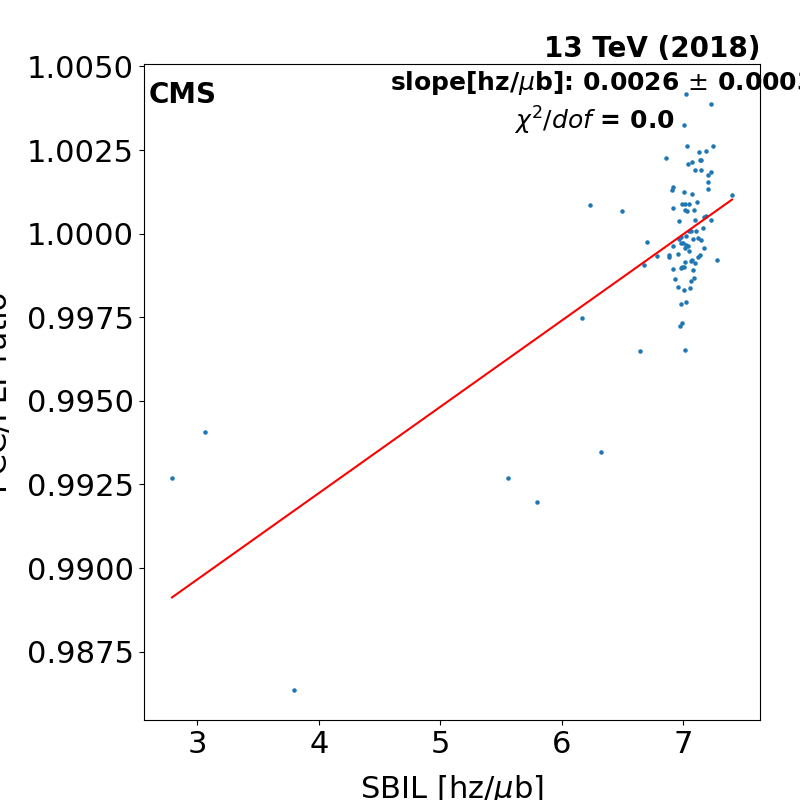 13 TeV (2018)
CMS
slope[hz/μb]: 0.0026 ± 0.0003
χ²/dof = 0.0
1.0050
1.0025
1.0000
0.9975
0.9950
0.9925
0.9900
0.9875
3 4 5 6 7
SBIL [hz/μb]